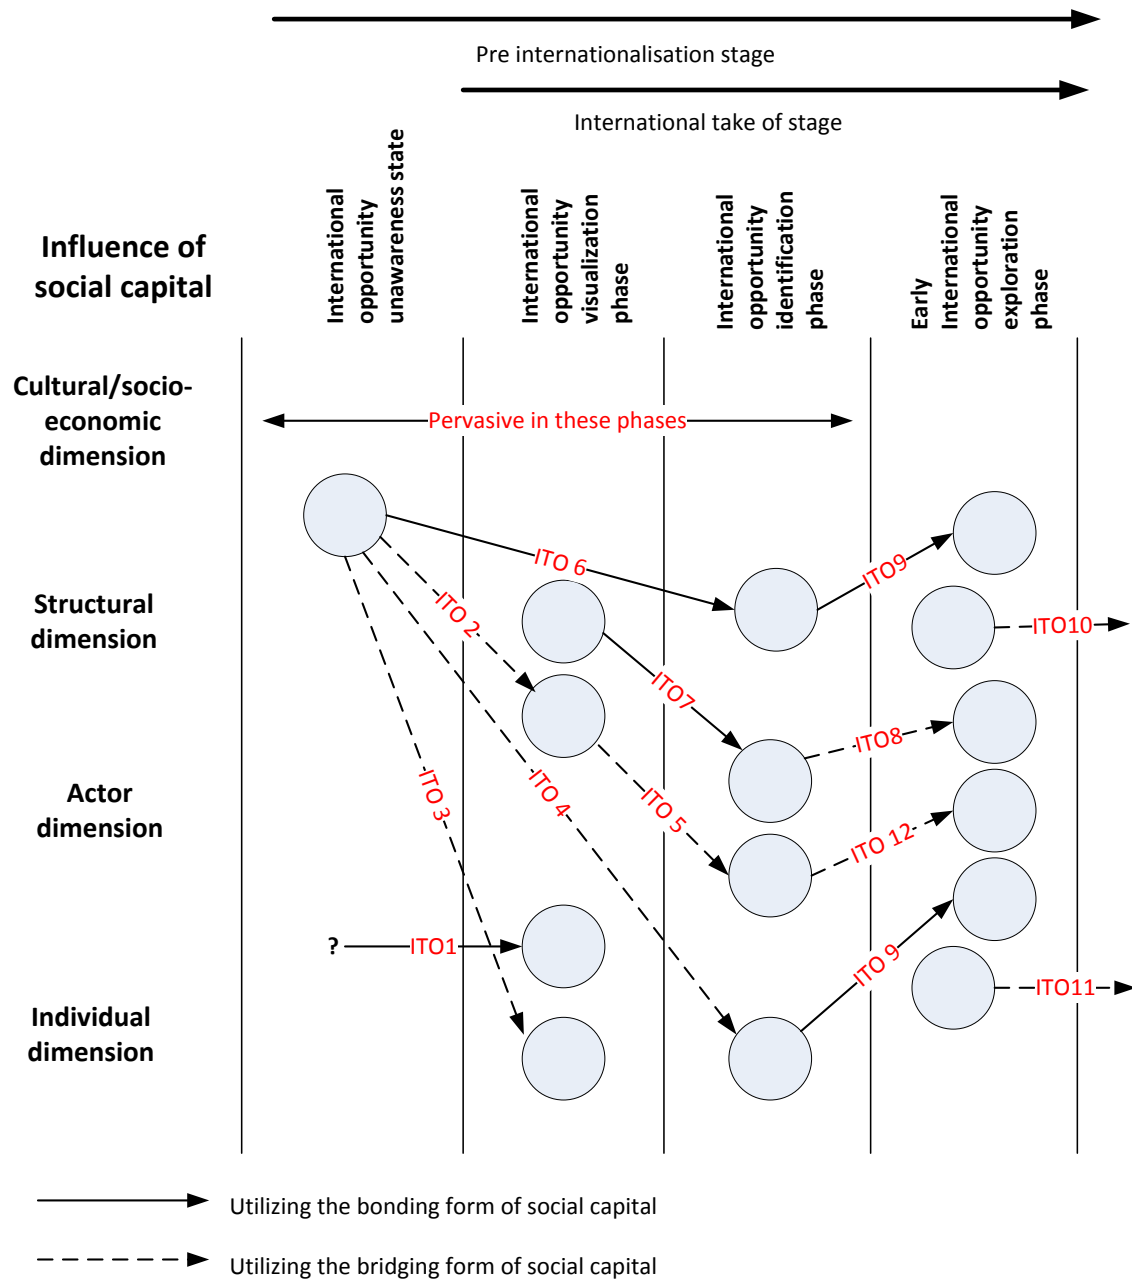 Pre internationalisation stage
International take of stage
International
opportunity
unawareness state
International
opportunity
visualization
phase
International
opportunity
identification
phase
Early
International
opportunity
exploration
phase
Influence of
social capital
Cultural/socio-
economic
dimension
Pervasive in these phases
Structural
dimension
ITO 6
ITO9
ITO 2
ITO10
ITO7
Actor
dimension
ITO8
ITO 3
ITO 4
ITO 5
ITO 12
?
ITO1
ITO 9
ITO11
Individual
dimension
Utilizing the bonding form of social capital
Utilizing the bridging form of social capital